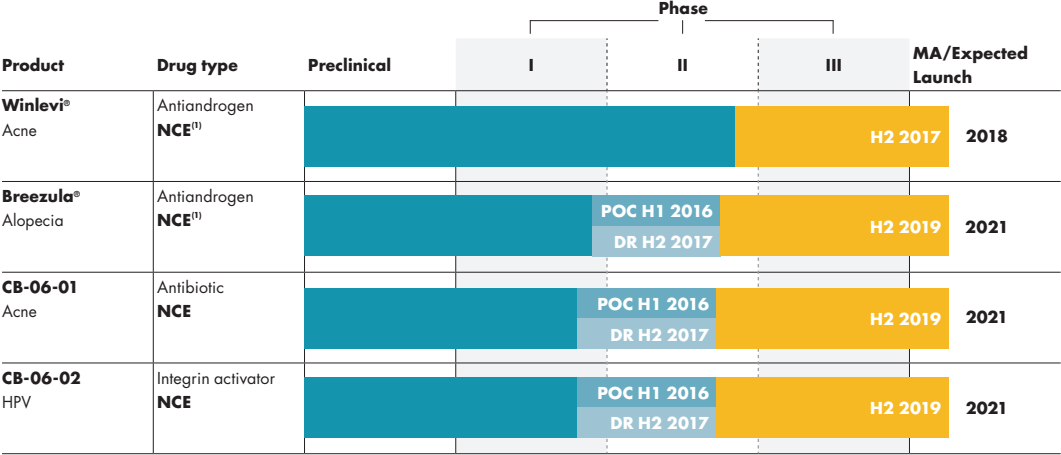 Phase
Product Drug type Preclinical I II III MA/Expected
Launch
Winlevi® Antiandrogen
Acne NCE(1)
H2 2017 2018
Breezula® Antiandrogen
Alopecia NCE(1)
POC H1 2016
DR H2 2017
H2 2019 2021
CB-06-01 Antibiotic
Acne NCE
POC H1 2016
DR H2 2017
H2 2019 2021
CB-06-02 Integrin activator
HPV NCE
POC H1 2016
DR H2 2017
H2 2019 2021